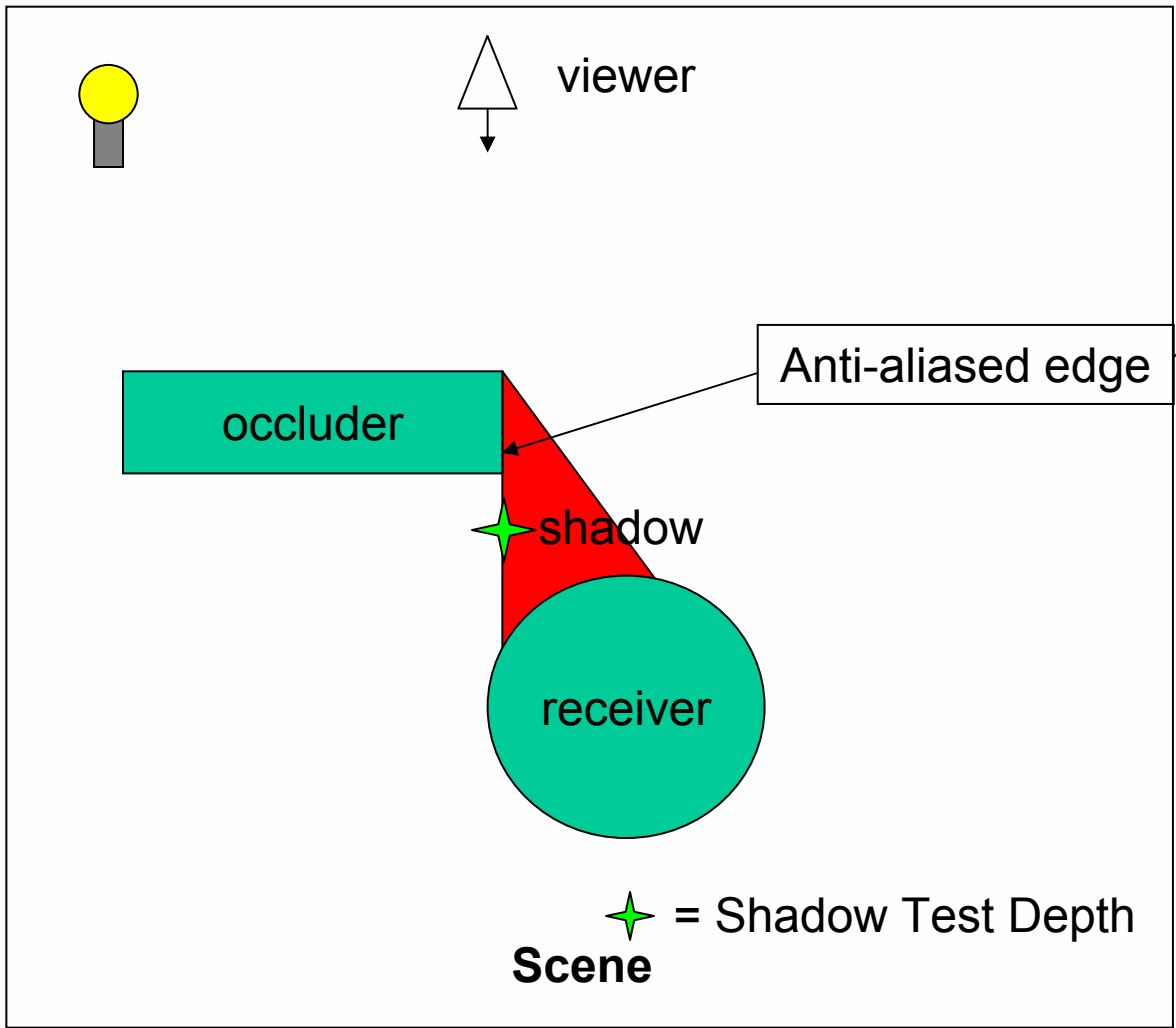 viewer
Anti-aliased edge
occluder
shadow
receiver
= Shadow Test Depth
Scene